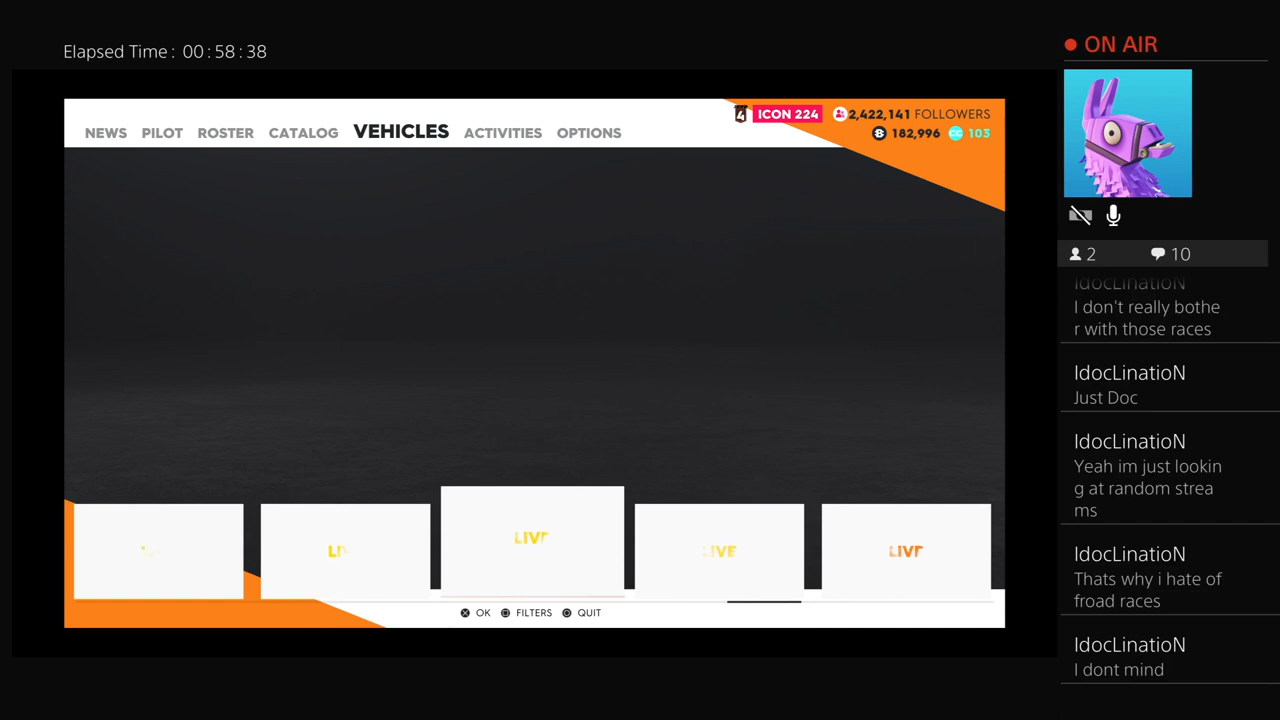 Elapsed Time: 00:58:38
ON AIR
4 ICON 224 2,422,141 FOLLOWERS
NEWS PILOT ROSTER CATALOG VEHICLES ACTIVITIES OPTIONS
B 182,996 CC 103
2 10
IdocLinatioN
I don't really bothe
r with those races
IdocLinatioN
Just Doc
IdocLinatioN
Yeah im just lookin
g at random strea
ms
IdocLinatioN
Thats why i hate of
froad races
IdocLinatioN
I dont mind
LIVE
LIVE
LIVE
OK FILTERS QUIT